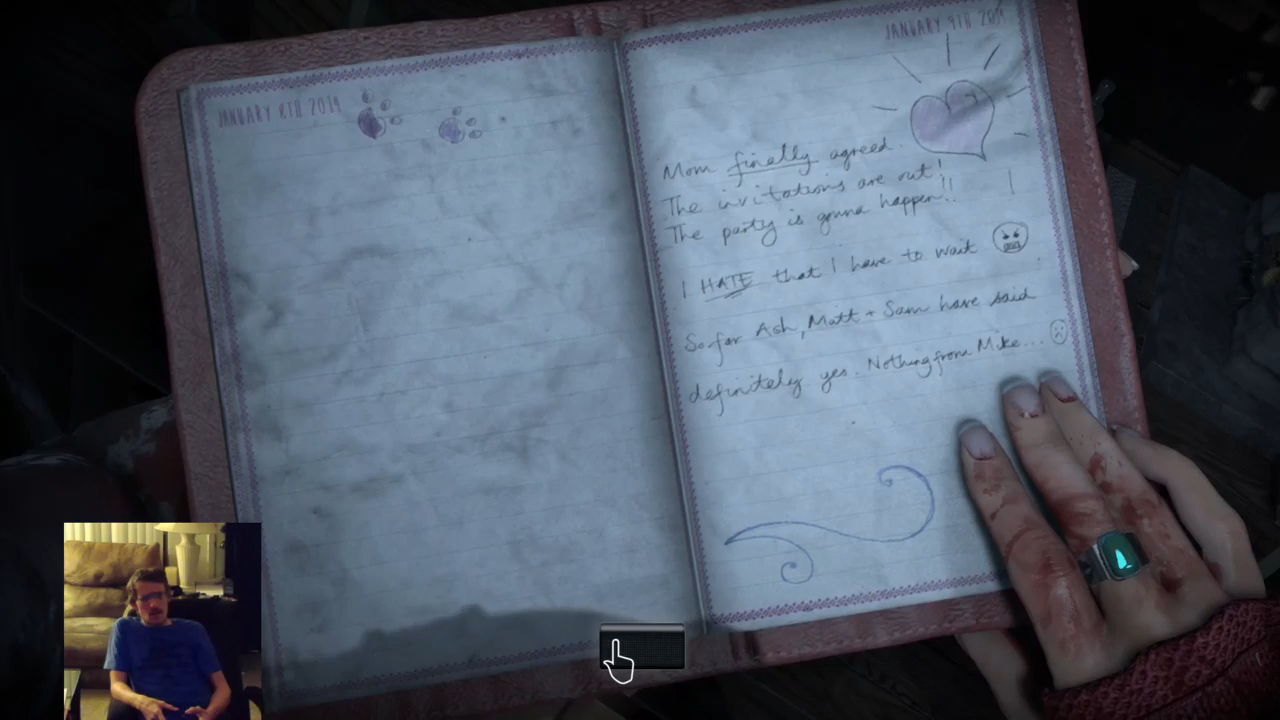 JANUARY 8TH 2014
JANUARY 9TH 2014
Mom finally agreed.
The invitations are out!
The party is gonna happen!!!
I HATE that I have to wait
So far Ash, Matt + Sam have said
definitely yes. Nothing from Mike...